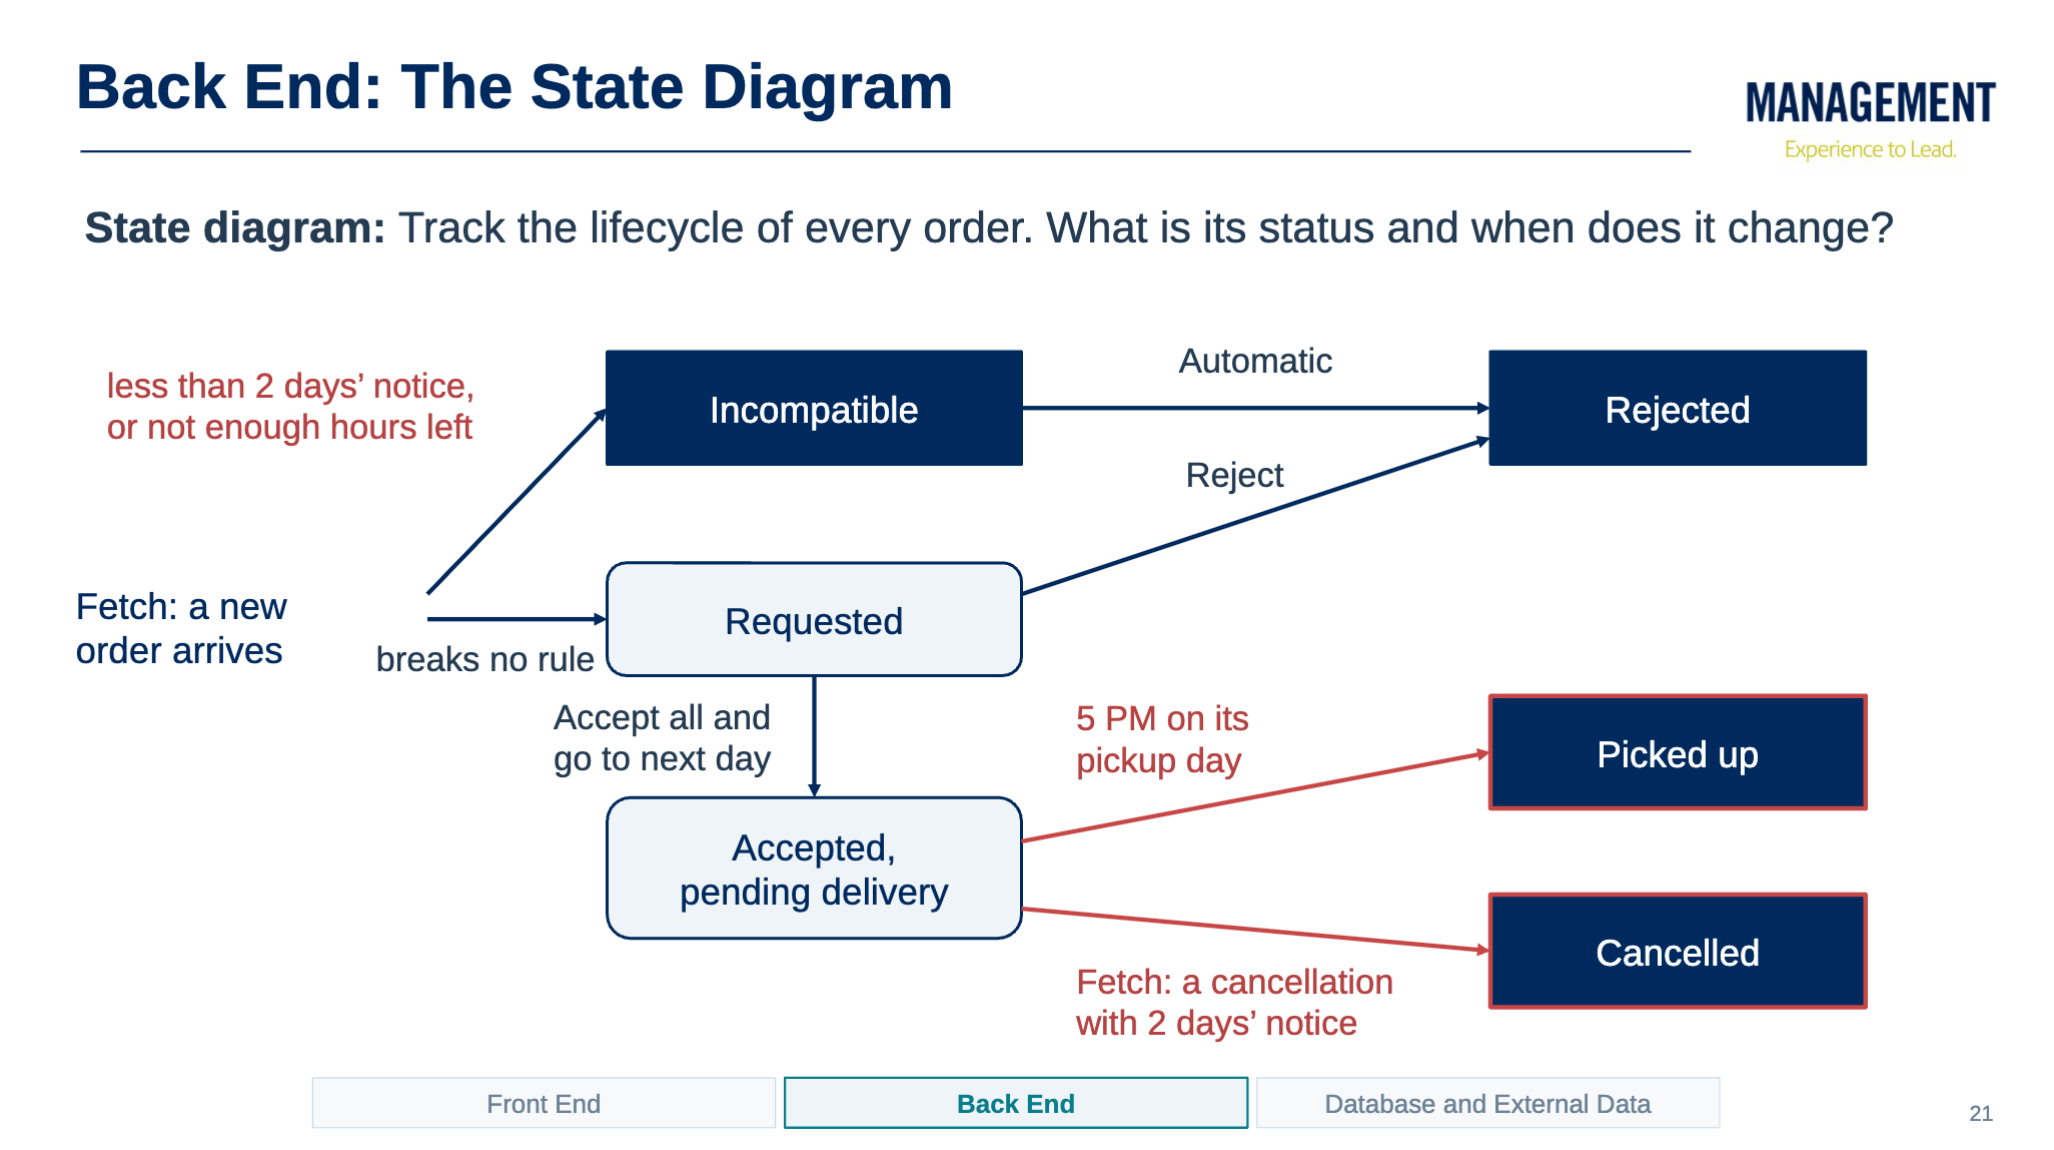 Back End: The State Diagram
MANAGEMENT
Experience to Lead.
State diagram: Track the lifecycle of every order. What is its status and when does it change?
less than 2 days’ notice,
or not enough hours left
Incompatible
Automatic
Rejected
Reject
Fetch: a new
order arrives
breaks no rule
Requested
Accept all and
go to next day
5 PM on its
pickup day
Picked up
Accepted,
pending delivery
Cancelled
Fetch: a cancellation
with 2 days’ notice
Front End
Back End
Database and External Data
21